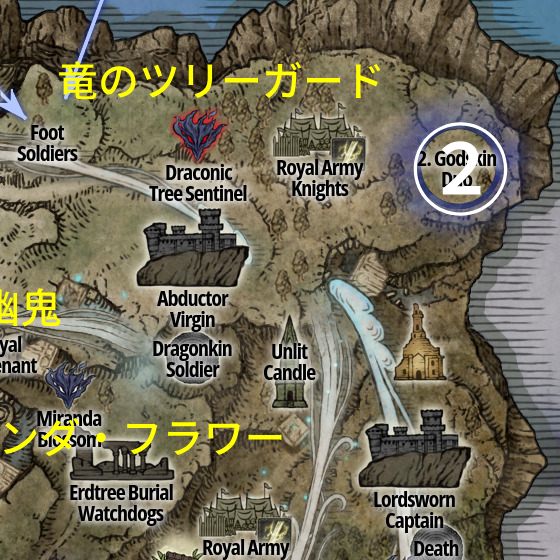 竜のツリーガード
Foot
Soldiers
Draconic
Tree Sentinel
Royal Army
Knights
2. Godskin
Duo
2
Abductor
Virgin
幽鬼
Dragonkin
Soldier
Unlit
Candle
Miranda
Blossom
ンダ・フラワー
Erdtree Burial
Watchdogs
Lordsworn
Captain
Royal Army
Death